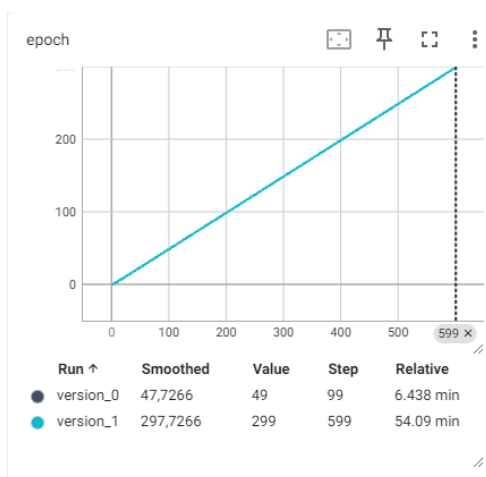 epoch
200
100
0
0 100 200 300 400 500 599 ×
Run ↑ Smoothed Value Step Relative
version_0 47,7266 49 99 6.438 min
version_1 297,7266 299 599 54.09 min